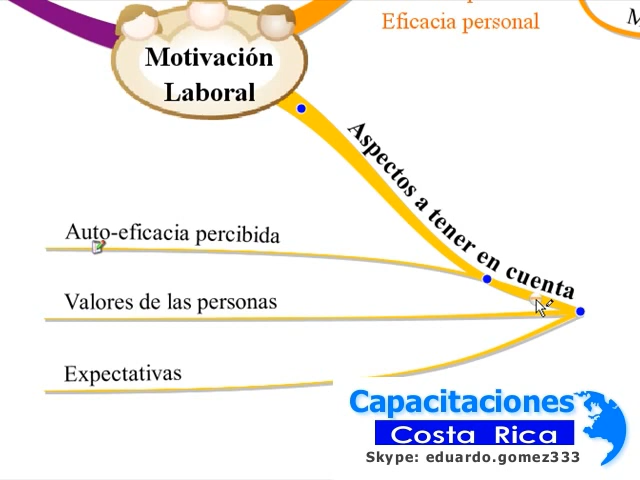 Eficacia personal
M
Motivación
Laboral
Aspectos a tener en cuenta
Auto-eficacia percibida
Valores de las personas
Expectativas
Capacitaciones
Costa Rica
Skype: eduardo.gomez333